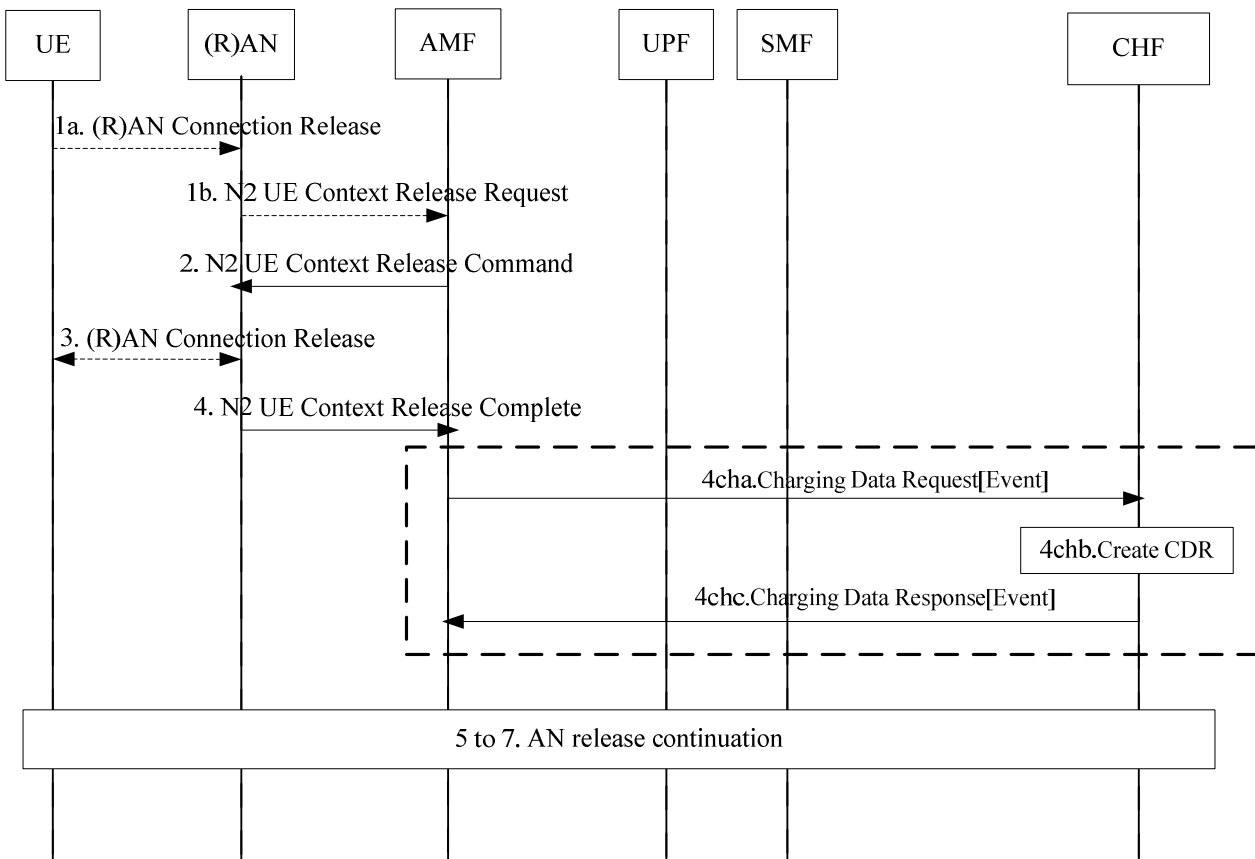 UE
(R)AN
AMF
UPF
SMF
CHF
1a. (R)AN Connection Release
1b. N2 UE Context Release Request
2. N2 UE Context Release Command
3. (R)AN Connection Release
4. N2 UE Context Release Complete
4cha.Charging Data Request[Event]
4chb.Create CDR
4chc.Charging Data Response[Event]
5 to 7. AN release continuation